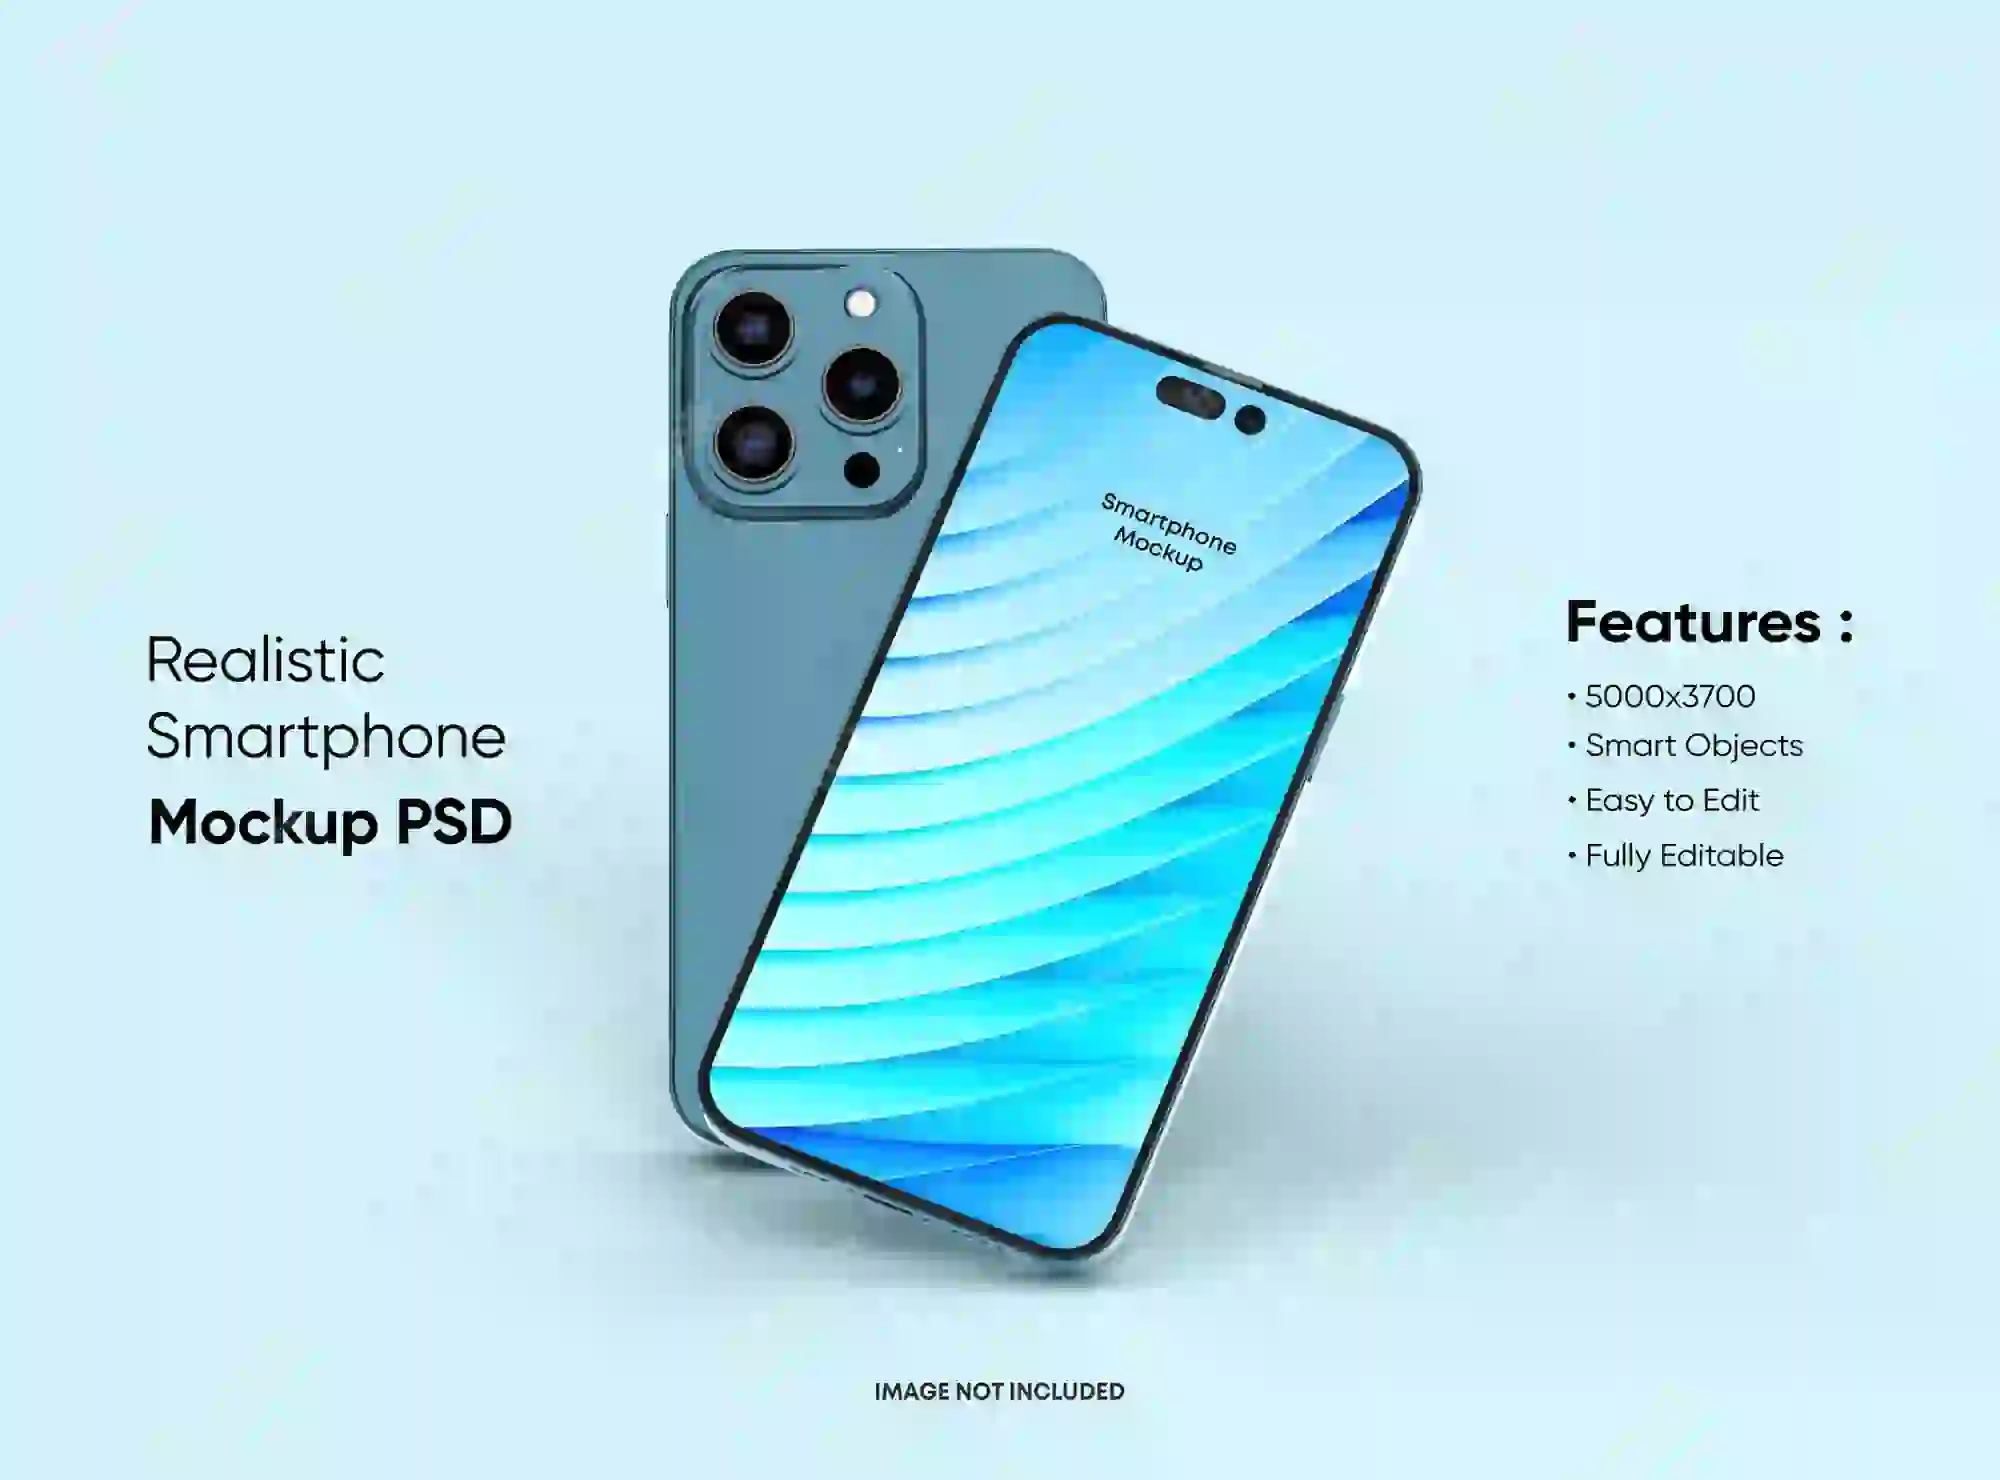 Smartphone
Mockup
Realistic
Smartphone
Mockup PSD
Features :
• 5000x3700
• Smart Objects
• Easy to Edit
• Fully Editable
IMAGE NOT INCLUDED